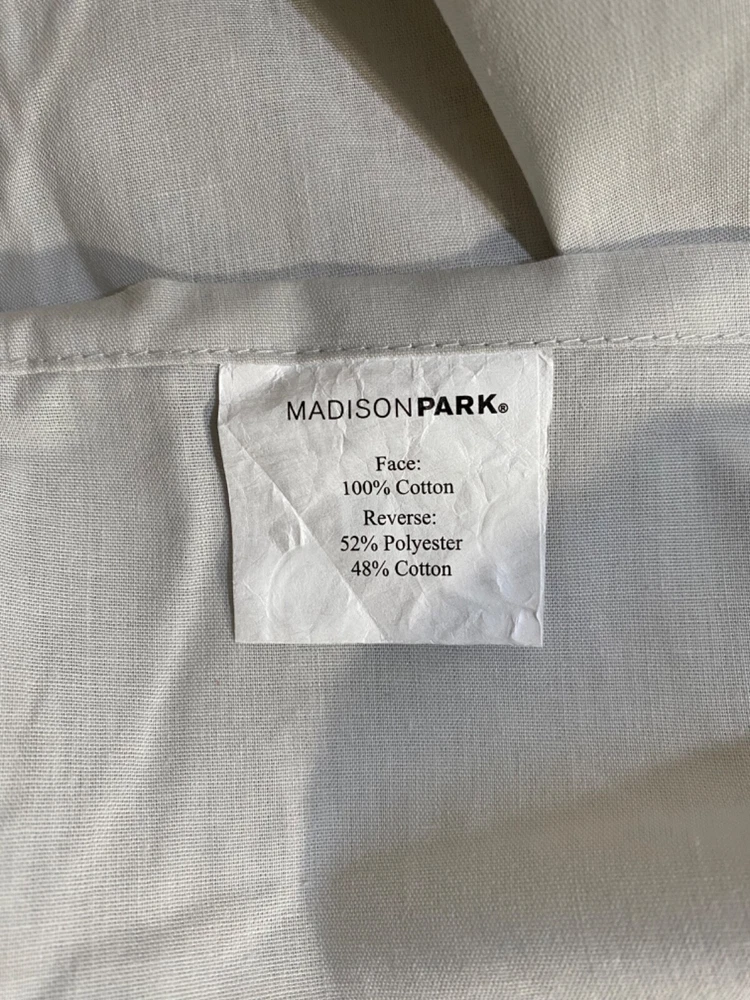 MADISONPARK®
Face:
100% Cotton
Reverse:
52% Polyester
48% Cotton